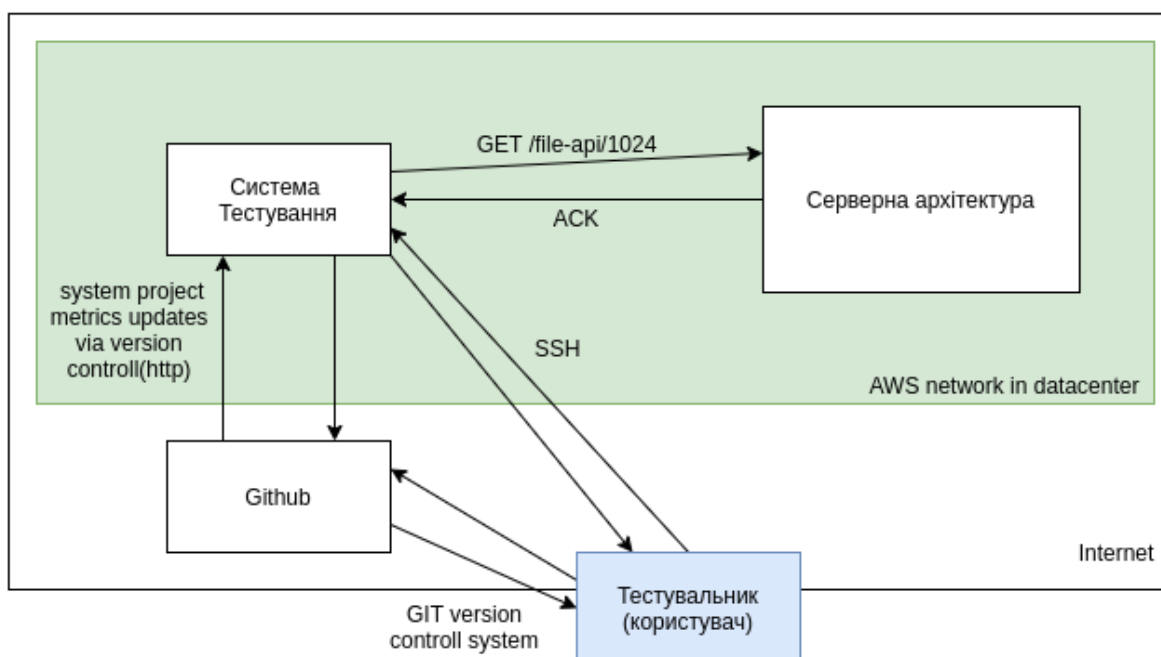 GET /file-api/1024
Система
Тестування
Серверна архітектура
ACK
system project
metrics updates
via version
controll(http)
SSH
AWS network in datacenter
Github
Internet
Тестувальник
(користувач)
GIT version
controll system